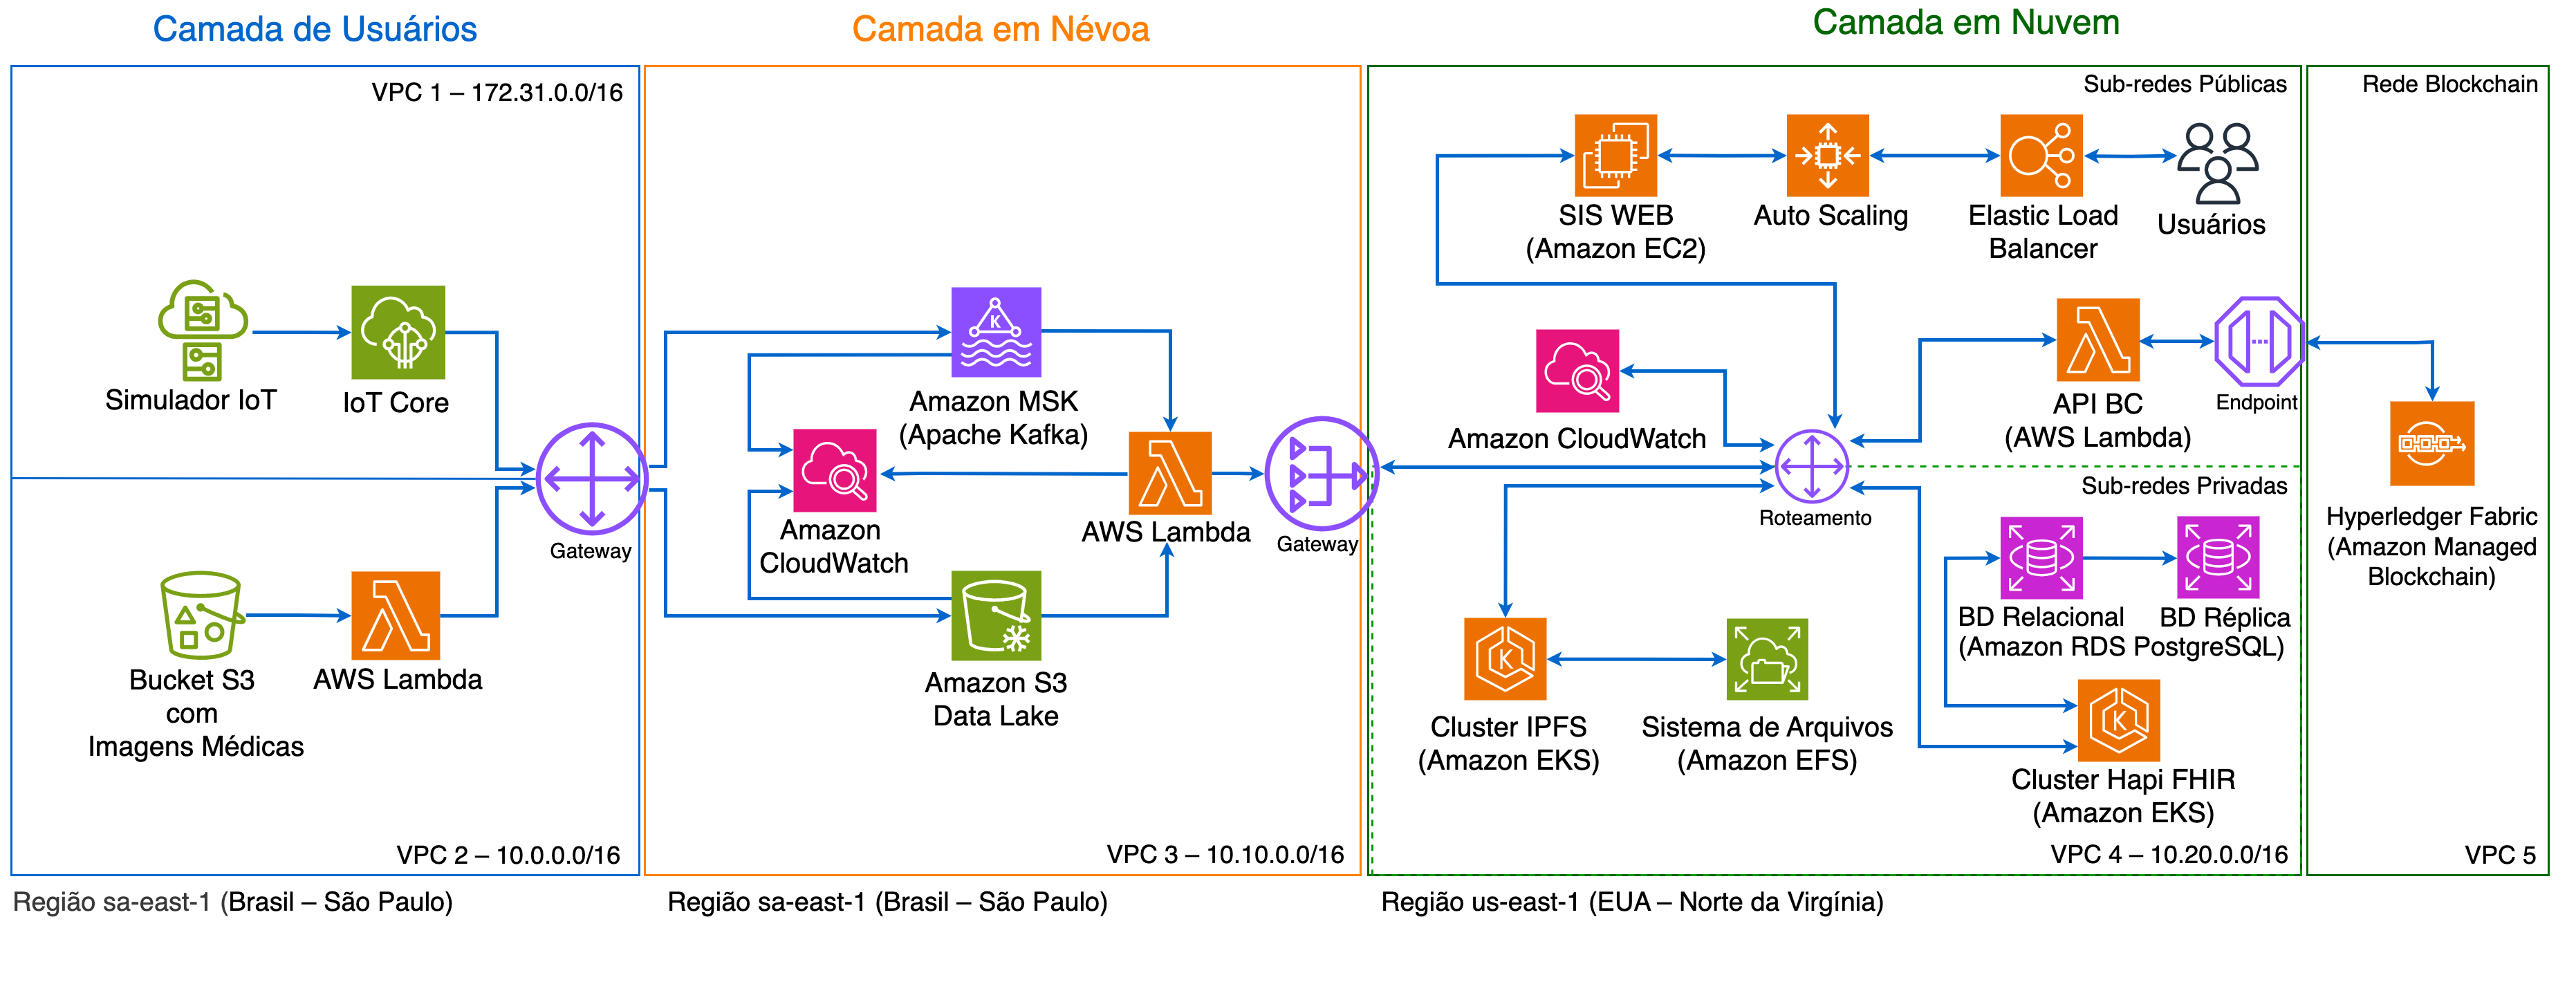 Camada de Usuários
Camada em Névoa
Camada em Nuvem
VPC 1 – 172.31.0.0/16
Simulador IoT
IoT Core
Gateway
Bucket S3
com
Imagens Médicas
AWS Lambda
VPC 2 – 10.0.0.0/16
Região sa-east-1 (Brasil – São Paulo)
K
Amazon MSK
(Apache Kafka)
Amazon
CloudWatch
AWS Lambda
Gateway
Amazon S3
Data Lake
VPC 3 – 10.10.0.0/16
Região sa-east-1 (Brasil – São Paulo)
Sub-redes Públicas
SIS WEB
(Amazon EC2)
Auto Scaling
Elastic Load
Balancer
Usuários
Amazon CloudWatch
API BC
(AWS Lambda)
Endpoint
Roteamento
Sub-redes Privadas
BD Relacional
BD Réplica
(Amazon RDS PostgreSQL)
K
Cluster IPFS
(Amazon EKS)
Sistema de Arquivos
(Amazon EFS)
K
Cluster Hapi FHIR
(Amazon EKS)
VPC 4 – 10.20.0.0/16
Região us-east-1 (EUA – Norte da Virgínia)
Rede Blockchain
Hyperledger Fabric
(Amazon Managed
Blockchain)
VPC 5